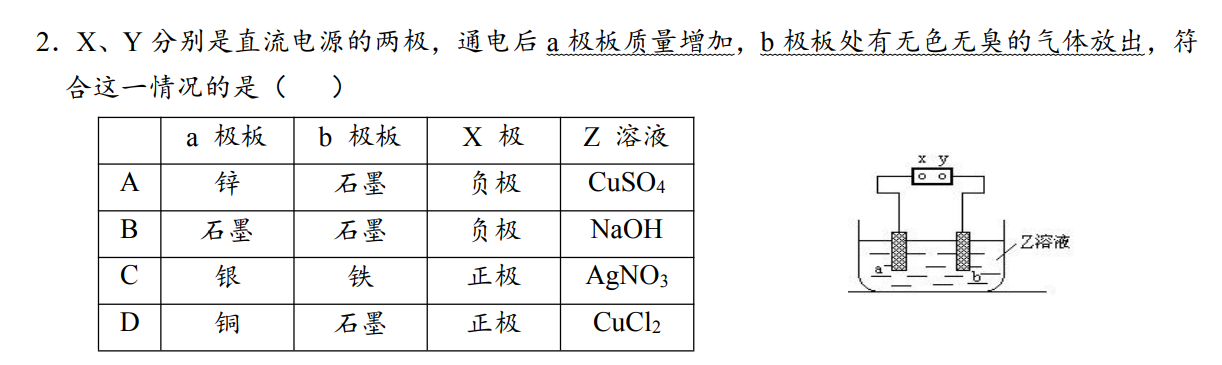 2．X、Y 分别是直流电源的两极，通电后 a 极板质量增加，b 极板处有无色无臭的气体放出，符
合这一情况的是（　　）
a 极板 b 极板 X 极 Z 溶液
A 锌 石墨 负极 CuSO4
B 石墨 石墨 负极 NaOH
C 银 铁 正极 AgNO3
D 铜 石墨 正极 CuCl2
x y
Z溶液
a
b